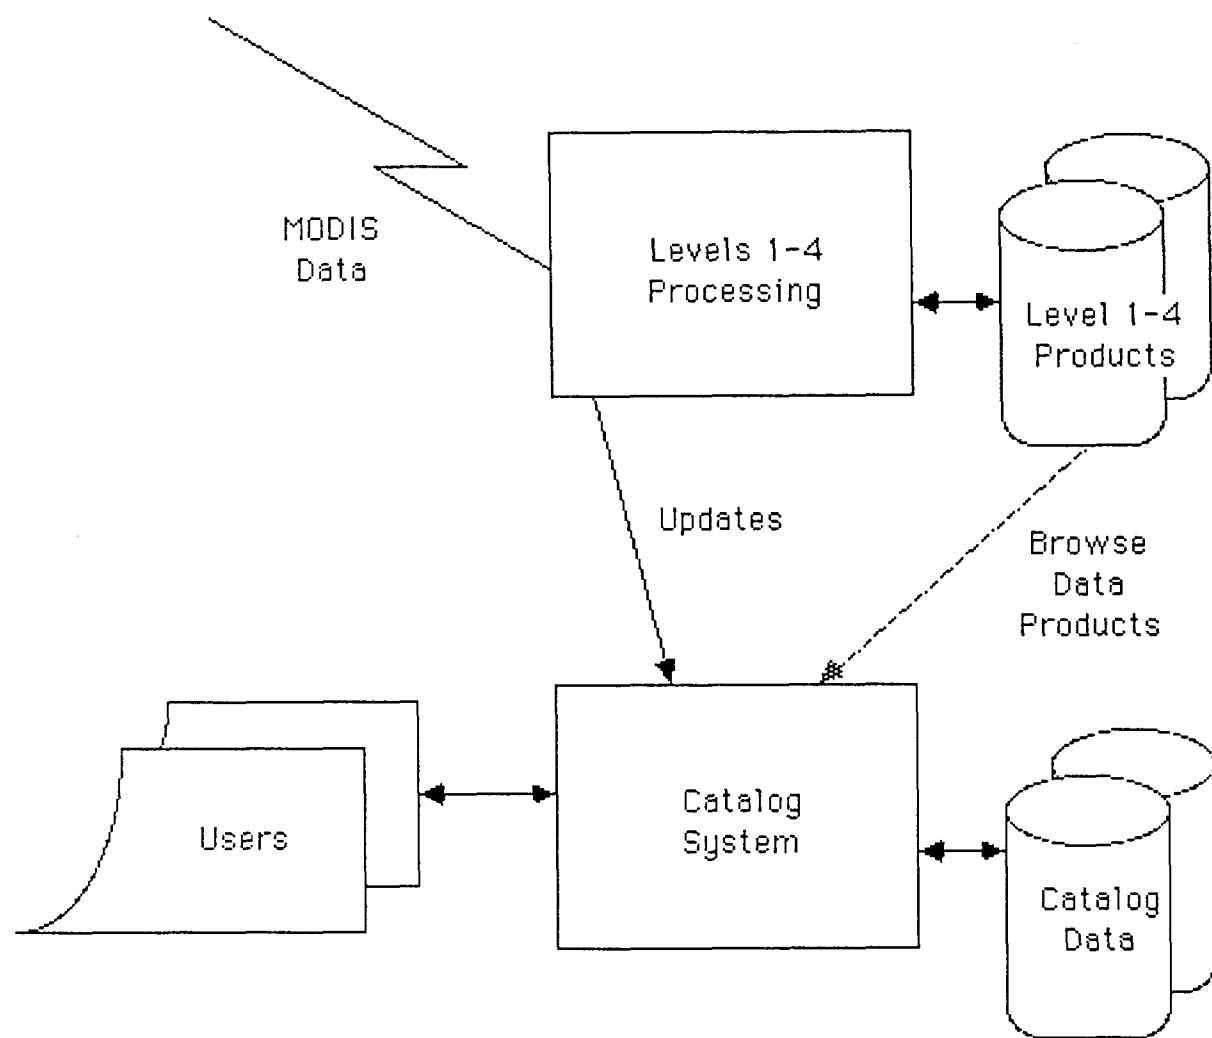 MODIS
Data
Levels 1-4
Processing
Level 1-4
Products
Updates
Browse
Data
Products
Users
Catalog
System
Catalog
Data